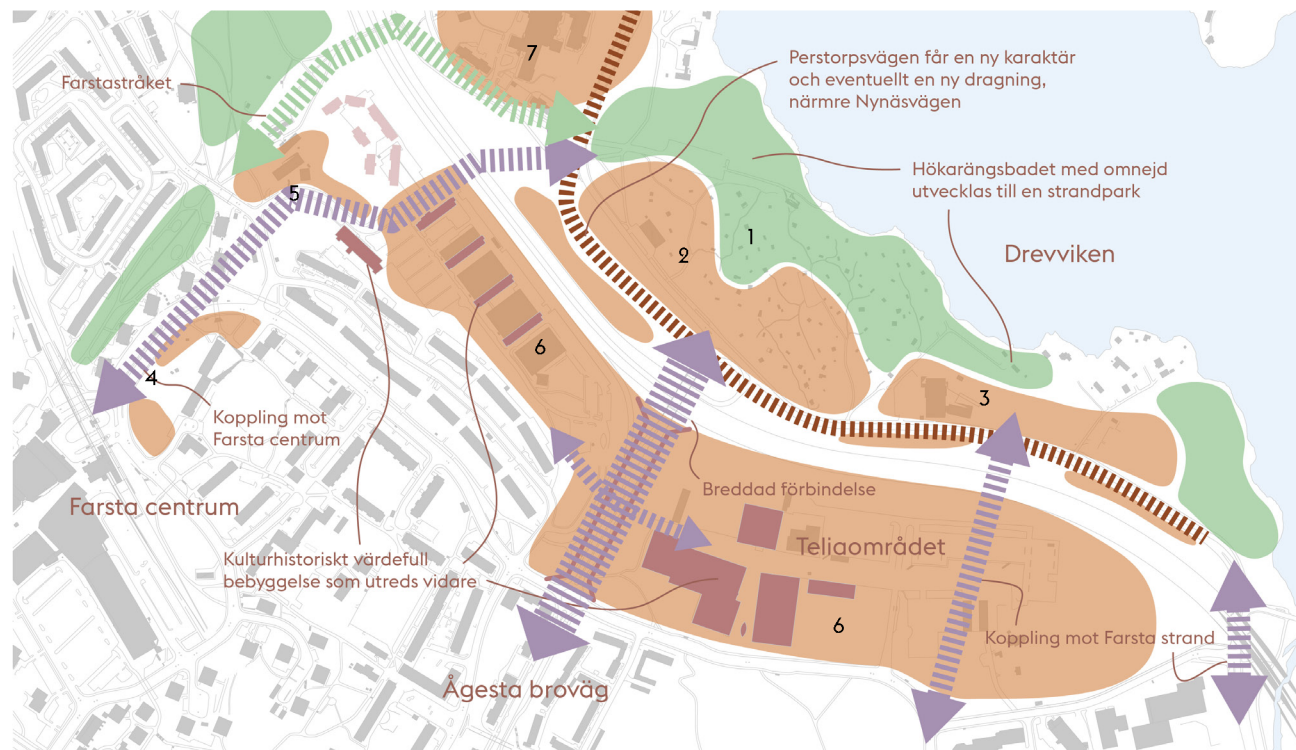 7
Farstastråket
Perstorpsvägen får en ny karaktär
och eventuellt en ny dragning,
närmre Nynäsvägen
Hökarängsbadet med omnejd
utvecklas till en strandpark
5
1
2
Drevviken
6
4
3
Koppling mot
Farsta centrum
Breddad förbindelse
Farsta centrum
Teliaområdet
Kulturhistoriskt värdefull
bebyggelse som utreds vidare
6
Koppling mot Farsta strand
Ågesta broväg